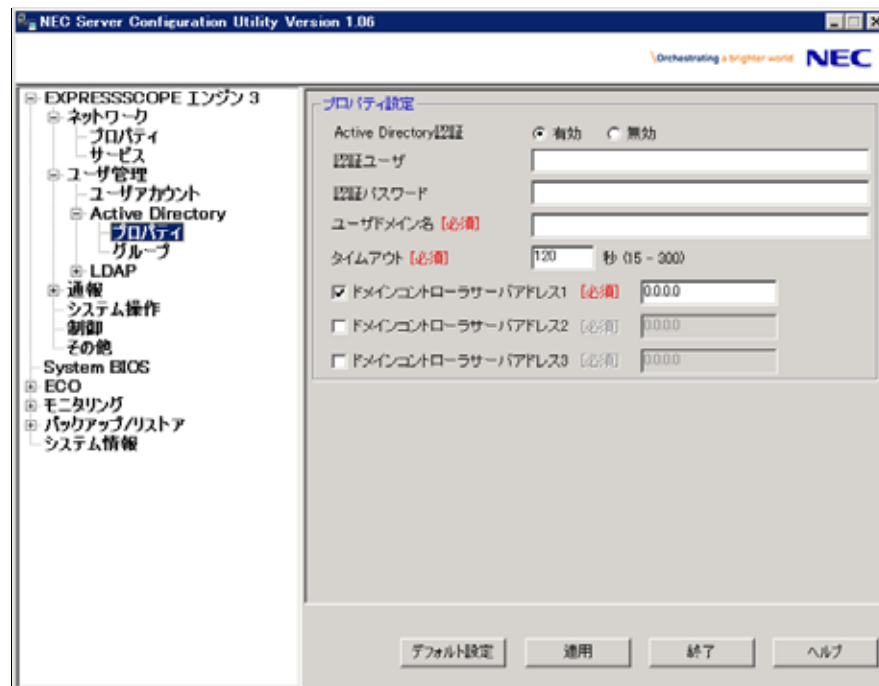 NEC Server Configuration Utility Version 1.06
\Orchestrating a brighter world NEC
EXPRESSSCOPE エンジン 3
ネットワーク
プロパティ
サービス
ユーザ管理
ユーザアカウント
Active Directory
プロパティ
グループ
LDAP
通報
システム操作
制御
その他
System BIOS
ECO
モニタリング
バックアップ/リストア
システム情報
プロパティ設定
Active Directory認証 有効 無効
認証ユーザ
認証パスワード
ユーザドメイン名 [必須]
タイムアウト [必須] 120 秒 (15 - 300)
ドメインコントローラサーバアドレス1 [必須] 0.0.0.0
ドメインコントローラサーバアドレス2 [必須] 0.0.0.0
ドメインコントローラサーバアドレス3 [必須] 0.0.0.0
デフォルト設定 適用 終了 ヘルプ